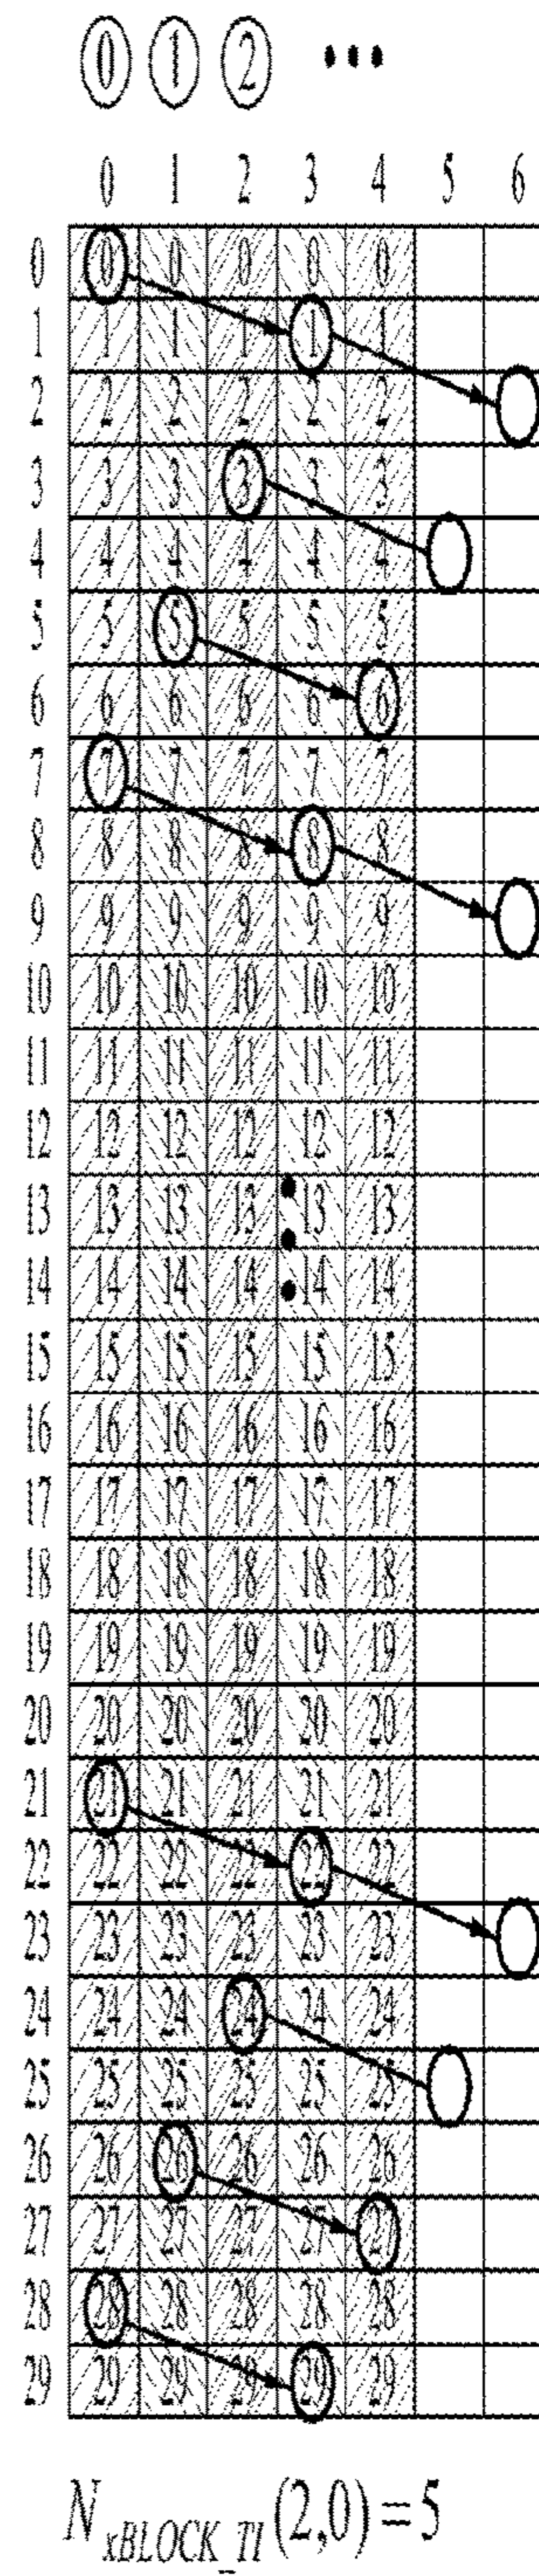 0 1 2 •••
0 1 2 3 4 5 6
0 0 0 0 0 0
1 1 1 1 1 1
2 2 2 2 2 2
3 3 3 3 3 3
4 4 4 4 4 4
5 5 5 5 5 5
6 6 6 6 6 6
7 7 7 7 7 7
8 8 8 8 8 8
9 9 9 9 9 9
10 10 10 10 10 10
11 11 11 11 11 11
12 12 12 12 12 12
13 13 13 13 13 13
14 14 14 14 14 14
15 15 15 15 15 15
16 16 16 16 16 16
17 17 17 17 17 17
18 18 18 18 18 18
19 19 19 19 19 19
20 20 20 20 20 20
21 21 21 21 21 21
22 22 22 22 22 22
23 23 23 23 23 23
24 24 24 24 24 24
25 25 25 25 25 25
26 26 26 26 26 26
27 27 27 27 27 27
28 28 28 28 28 28
29 29 29 29 29 29
N_xBLOCK_TI (2,0) = 5